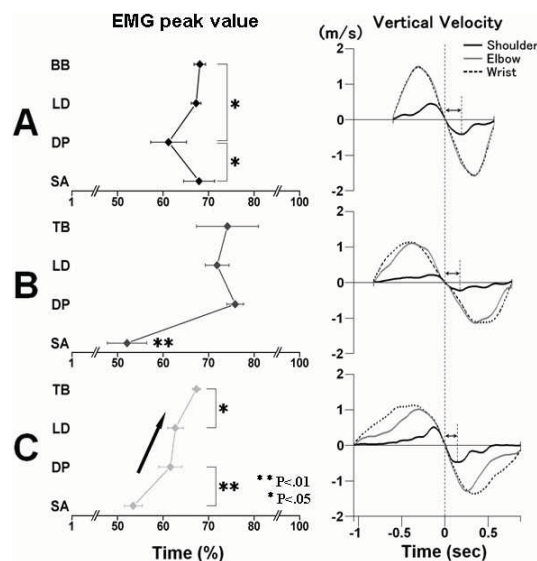 EMG peak value
Vertical Velocity
(m/s)
Shoulder
Elbow
Wrist
A
BB
LD
DP
SA
*
*
1 50 60 70 80 100
2
1
0
-1
-2
B
TB
LD
DP
SA
**
1 50 60 70 80 100
2
1
0
-1
-2
C
TB
LD
DP
SA
*
**
** P<.01
* P<.05
1 50 60 70 80 100
Time (%)
2
1
0
-1
-2
-1 -0.5 0 0.5
Time (sec)